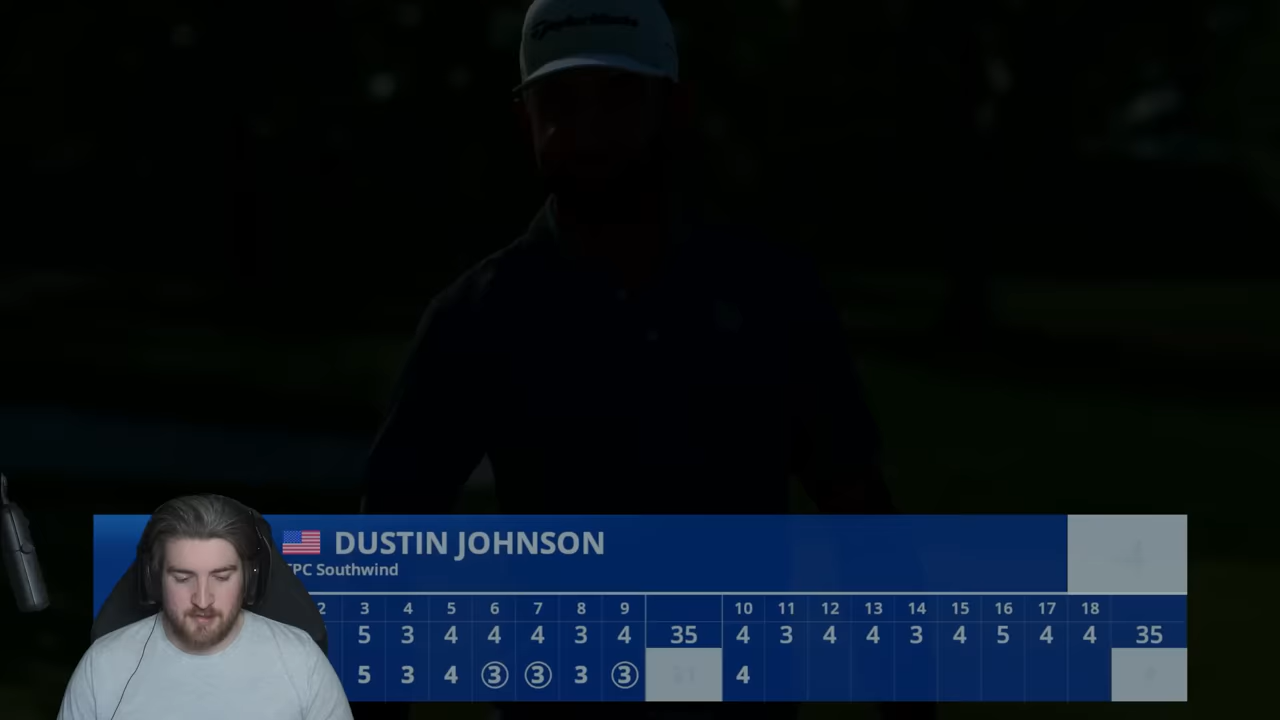 TaylorMade
DUSTIN JOHNSON
TPC Southwind
2 3 4 5 6 7 8 9 10 11 12 13 14 15 16 17 18
5 3 4 4 4 3 4 35 4 3 4 4 3 4 5 4 4 35
5 3 4 3 3 3 3 4